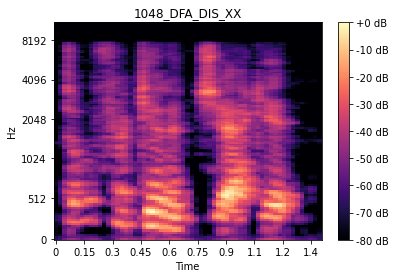 1048_DFA_DIS_XX
8192
4096
2048
1024
512
0
Hz
0 0.15 0.3 0.45 0.6 0.75 0.9 1.1 1.2 1.4
Time
+0 dB
-10 dB
-20 dB
-30 dB
-40 dB
-50 dB
-60 dB
-70 dB
-80 dB